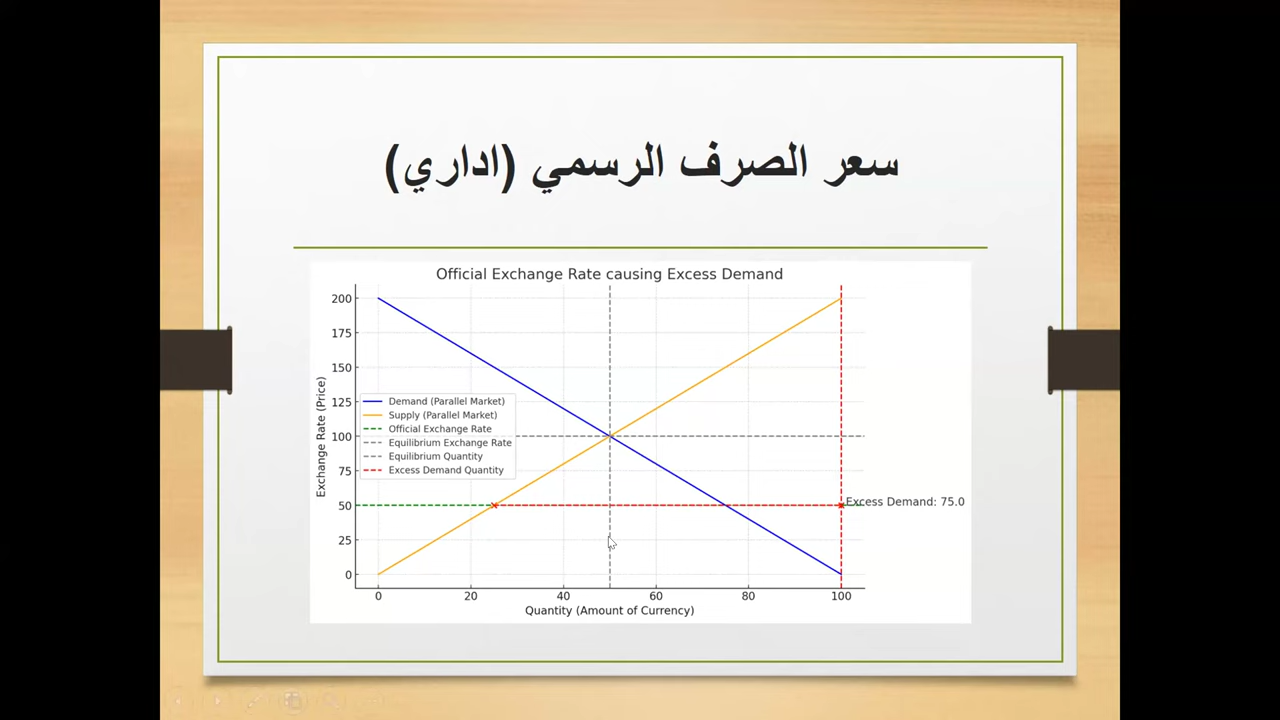 سعر الصرف الرسمي (اداري)
Official Exchange Rate causing Excess Demand
Exchange Rate (Price)
200
175
150
125
100
75
50
25
0
Demand (Parallel Market)
Supply (Parallel Market)
Official Exchange Rate
Equilibrium Exchange Rate
Equilibrium Quantity
Excess Demand Quantity
Excess Demand: 75.0
0 20 40 60 80 100
Quantity (Amount of Currency)